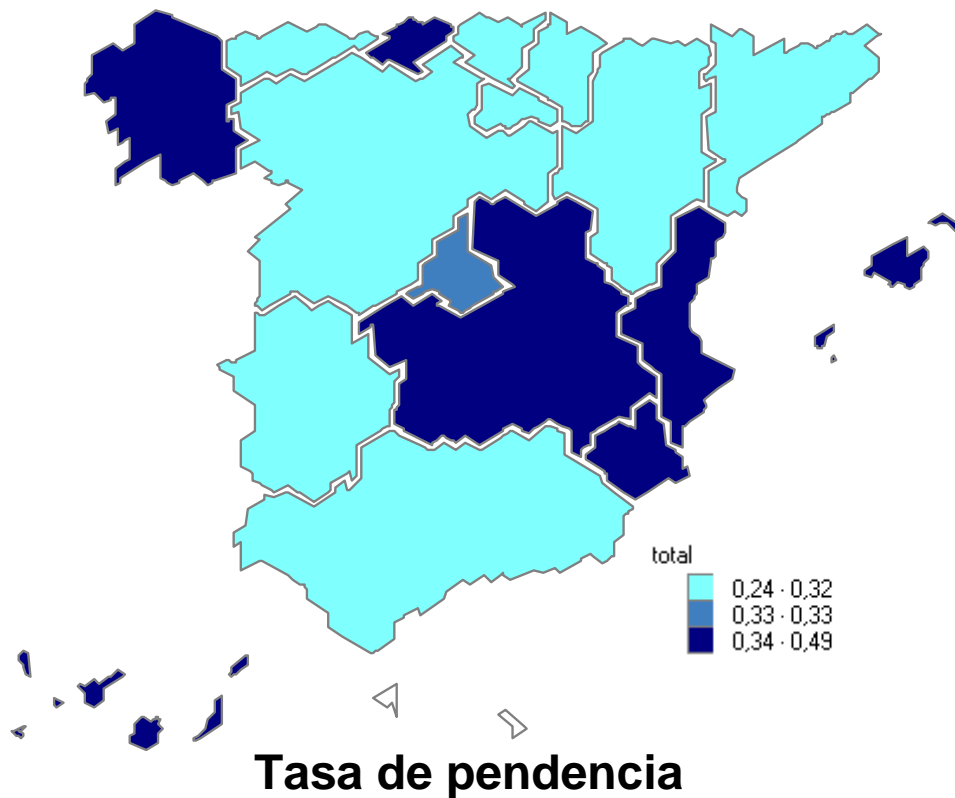 total
0,24 - 0,32
0,33 - 0,33
0,34 - 0,49
Tasa de pendencia